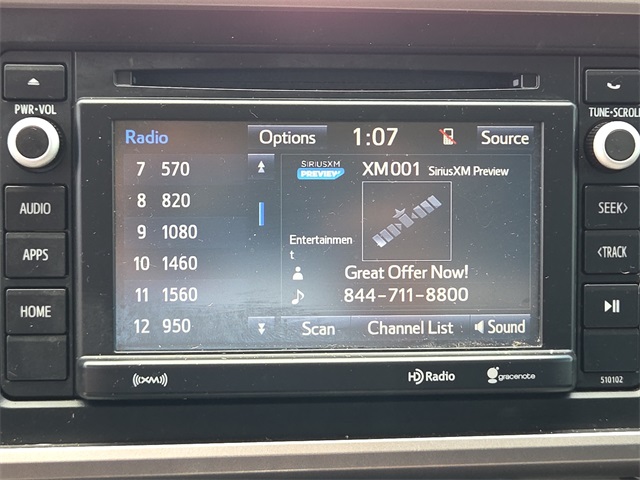 PWR•VOL
TUNE•SCROLL
Radio
Options
1:07
Source
7 570
8 820
9 1080
10 1460
11 1560
12 950
SIRIUSXM
PREVIEW
XM001 SiriusXM Preview
Entertainmen
t
Great Offer Now!
844-711-8800
Scan
Channel List
Sound
AUDIO
APPS
HOME
SEEK>
<TRACK
((XM))
HD Radio
gracenote
510102